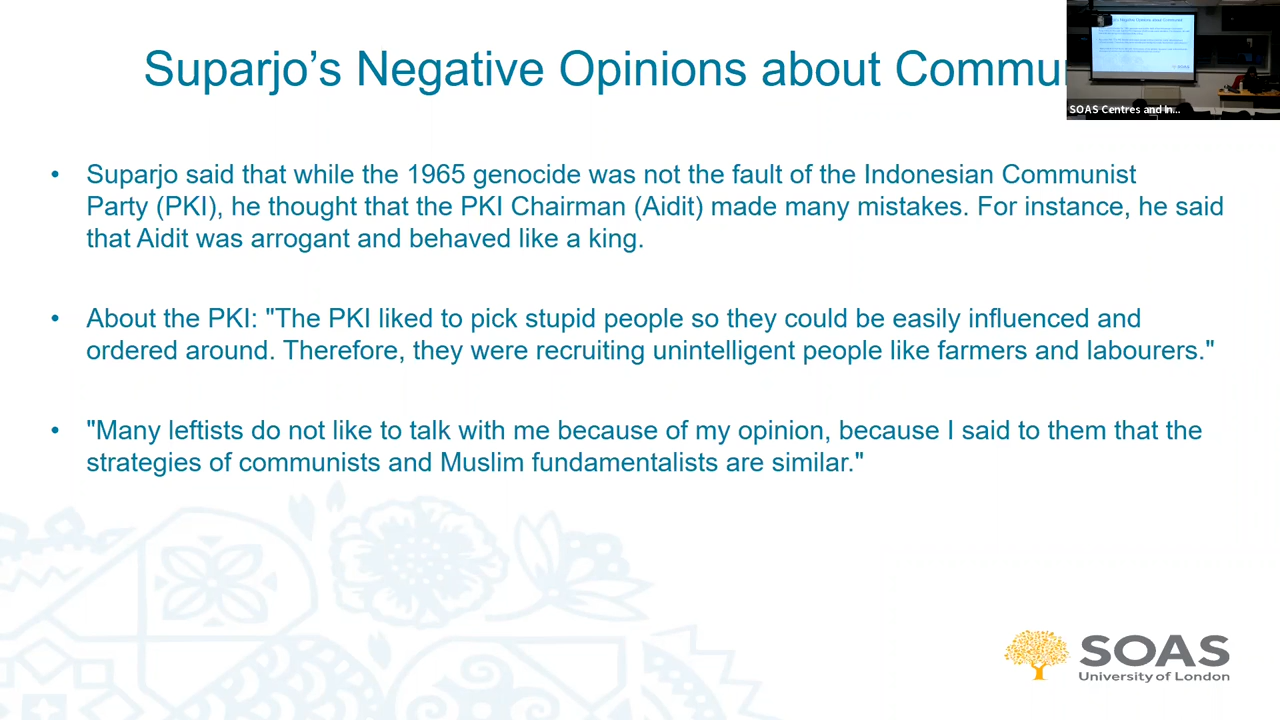 Suparjo's Negative Opinions about Commu
SOAS Centres and In...
• Suparjo said that while the 1965 genocide was not the fault of the Indonesian Communist
Party (PKI), he thought that the PKI Chairman (Aidit) made many mistakes. For instance, he said
that Aidit was arrogant and behaved like a king.
• About the PKI: "The PKI liked to pick stupid people so they could be easily influenced and
ordered around. Therefore, they were recruiting unintelligent people like farmers and labourers."
• "Many leftists do not like to talk with me because of my opinion, because I said to them that the
strategies of communists and Muslim fundamentalists are similar."
SOAS
University of London